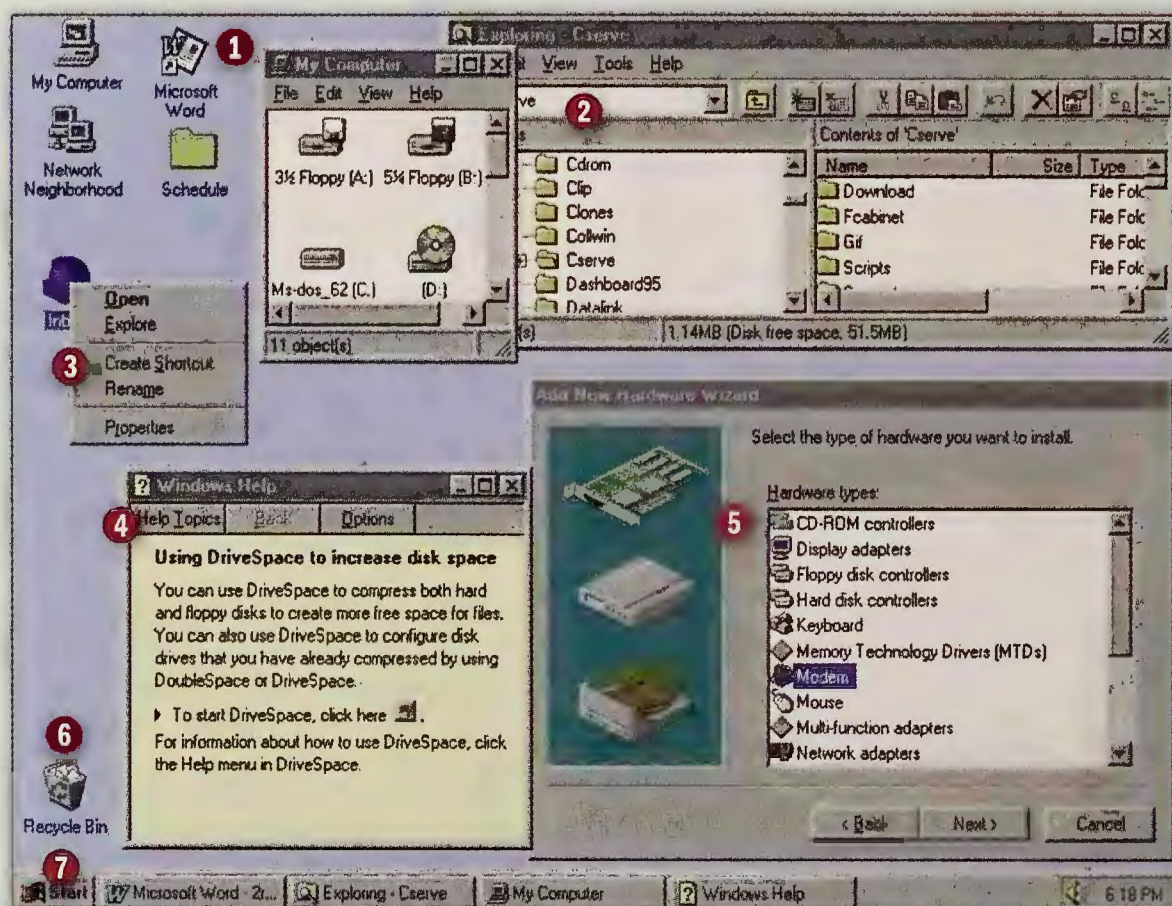 My Computer
Microsoft
Word
Network
Neighborhood
Schedule
1
My Computer
File Edit View Help
3½ Floppy (A:) 5¼ Floppy (B:)
Ms-dos_62 (C:) (D:)
11 object(s)
Exploring - Cserve
View Tools Help
2
Contents of 'Cserve'
Cdrom
Clip
Clones
Collwin
Cserve
Dashboard95
Datalink
Name Size Type
Download File Fold
Fcabinet File Fold
Gif File Fold
Scripts File Fold
1.14MB (Disk free space, 51.5MB)
Open
Explore
3
Create Shortcut
Rename
Properties
Windows Help
4
Help Topics Back Options
Using DriveSpace to increase disk space
You can use DriveSpace to compress both hard
and floppy disks to create more free space for files.
You can also use DriveSpace to configure disk
drives that you have already compressed by using
DoubleSpace or DriveSpace.
To start DriveSpace, click here .
For information about how to use DriveSpace, click
the Help menu in DriveSpace.
Add New Hardware Wizard
Select the type of hardware you want to install.
Hardware types:
5
CD-ROM controllers
Display adapters
Floppy disk controllers
Hard disk controllers
Keyboard
Memory Technology Drivers (MTDs)
Modem
Mouse
Multi-function adapters
Network adapters
< Back Next > Cancel
6
Recycle Bin
7
Start Microsoft Word - 2r... Exploring - Cserve My Computer Windows Help 6:18 PM